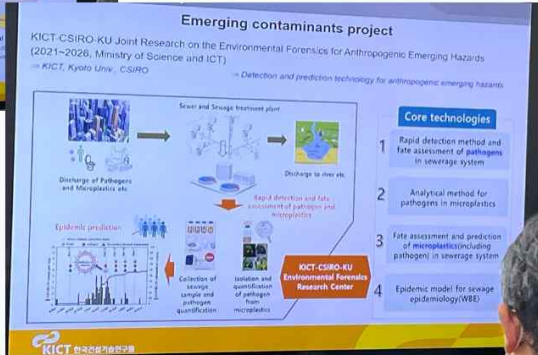 Emerging contaminants project
KICT-CSIRO-KU Joint Research on the Environmental Forensics for Anthropogenic Emerging Hazards
(2021~2026, Ministry of Science and ICT)
⇒ KICT, Kyoto Univ., CSIRO
⇒ Detection and prediction technology for anthropogenic emerging hazards
Sewer and Sewage treatment plant
Discharge of Pathogens
and Microplastics etc.
Discharge to river etc.
Rapid detection and fate
assessment of pathogen and
microplastics
Epidemic prediction
Collection of
sewage
sample and
pathogen
quantification
Isolation and
quantification
of pathogen
from
microplastics
KICT-CSIRO-KU
Environmental Forensics
Research Center
Core technologies
1 Rapid detection method and
fate assessment of pathogens
in sewerage system
2 Analytical method for
pathogens in microplastics
3 Fate assessment and prediction
of microplastics(including
pathogen) in sewerage system
4 Epidemic model for sewage
epidemiology(WBE)
KICT 한국건설기술연구원